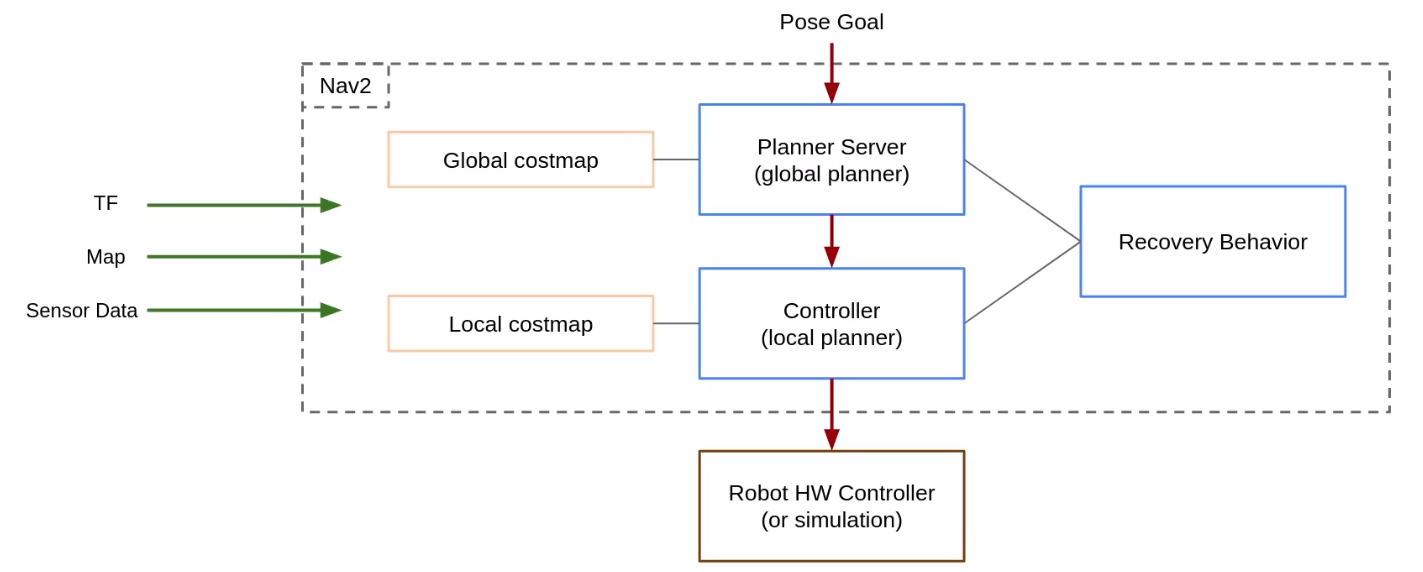 Pose Goal
Nav2
Global costmap
Planner Server
(global planner)
TF
Map
Sensor Data
Recovery Behavior
Local costmap
Controller
(local planner)
Robot HW Controller
(or simulation)